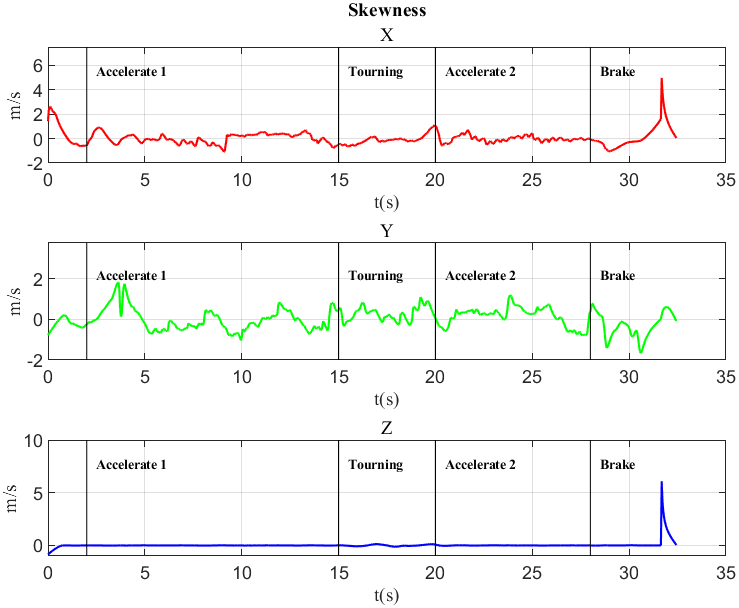 Skewness
X
6
4
2
0
-2
m/s
Accelerate 1
Tourning
Accelerate 2
Brake
0 5 10 15 20 25 30 35
t(s)
Y
2
0
-2
m/s
Accelerate 1
Tourning
Accelerate 2
Brake
0 5 10 15 20 25 30 35
t(s)
Z
10
5
0
m/s
Accelerate 1
Tourning
Accelerate 2
Brake
0 5 10 15 20 25 30 35
t(s)